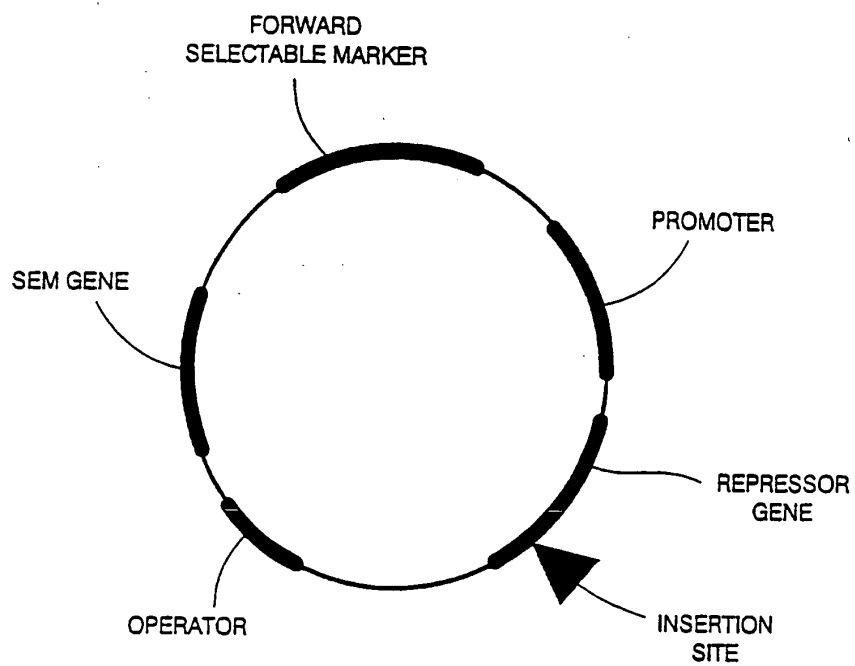 FORWARD
SELECTABLE MARKER
PROMOTER
SEM GENE
REPRESSOR
GENE
OPERATOR
INSERTION
SITE